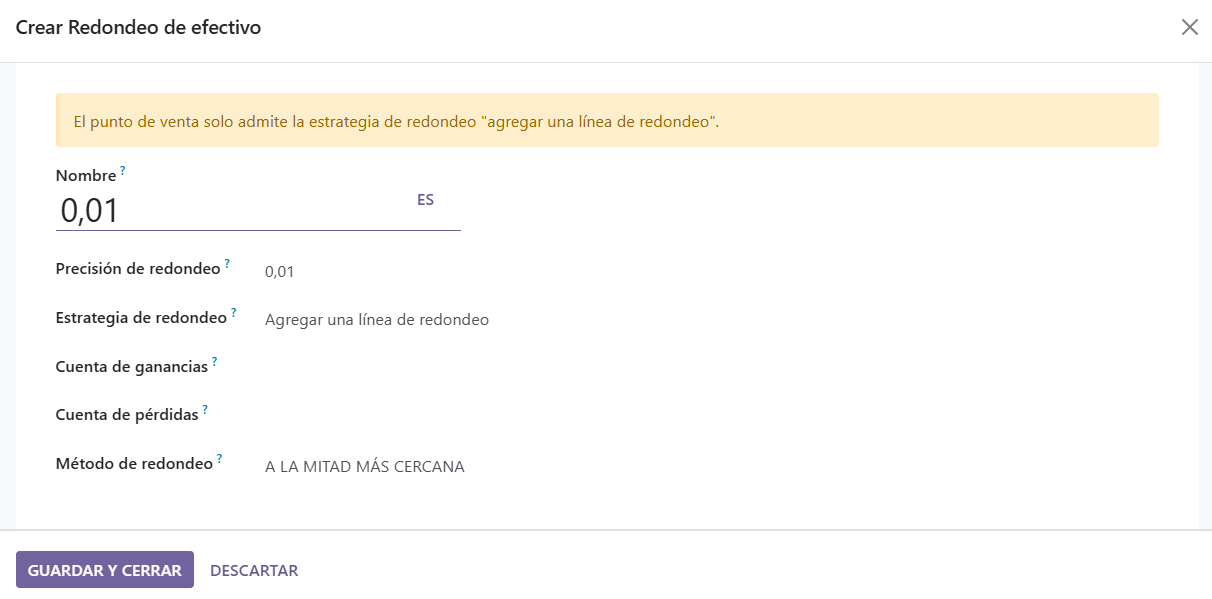 Crear Redondeo de efectivo
El punto de venta solo admite la estrategia de redondeo "agregar una línea de redondeo".
Nombre ?
0,01 ES
Precisión de redondeo ? 0,01
Estrategia de redondeo ? Agregar una línea de redondeo
Cuenta de ganancias ?
Cuenta de pérdidas ?
Método de redondeo ? A LA MITAD MÁS CERCANA
GUARDAR Y CERRAR DESCARTAR